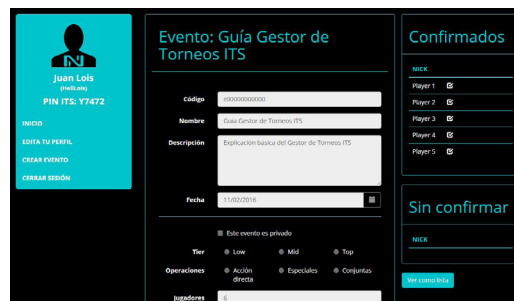 Juan Lois
(HellLois)
PIN ITS: Y7472
INICIO
EDITA TU PERFIL
CREAR EVENTO
CERRAR SESIÓN
Evento: Guía Gestor de
Torneos ITS
Código
r00000000000
Nombre
Guía Gestor de Torneos ITS
Descripción
Explicación básica del Gestor de Torneos ITS
Fecha
11/02/2016
Este evento es privado
Tier
Low
Mid
Top
Operaciones
Acción
directa
Especiales
Conjuntas
Jugadores
6
Confirmados
NICK
Player 1
Player 2
Player 3
Player 4
Player 5
Sin confirmar
NICK
Ver como lista